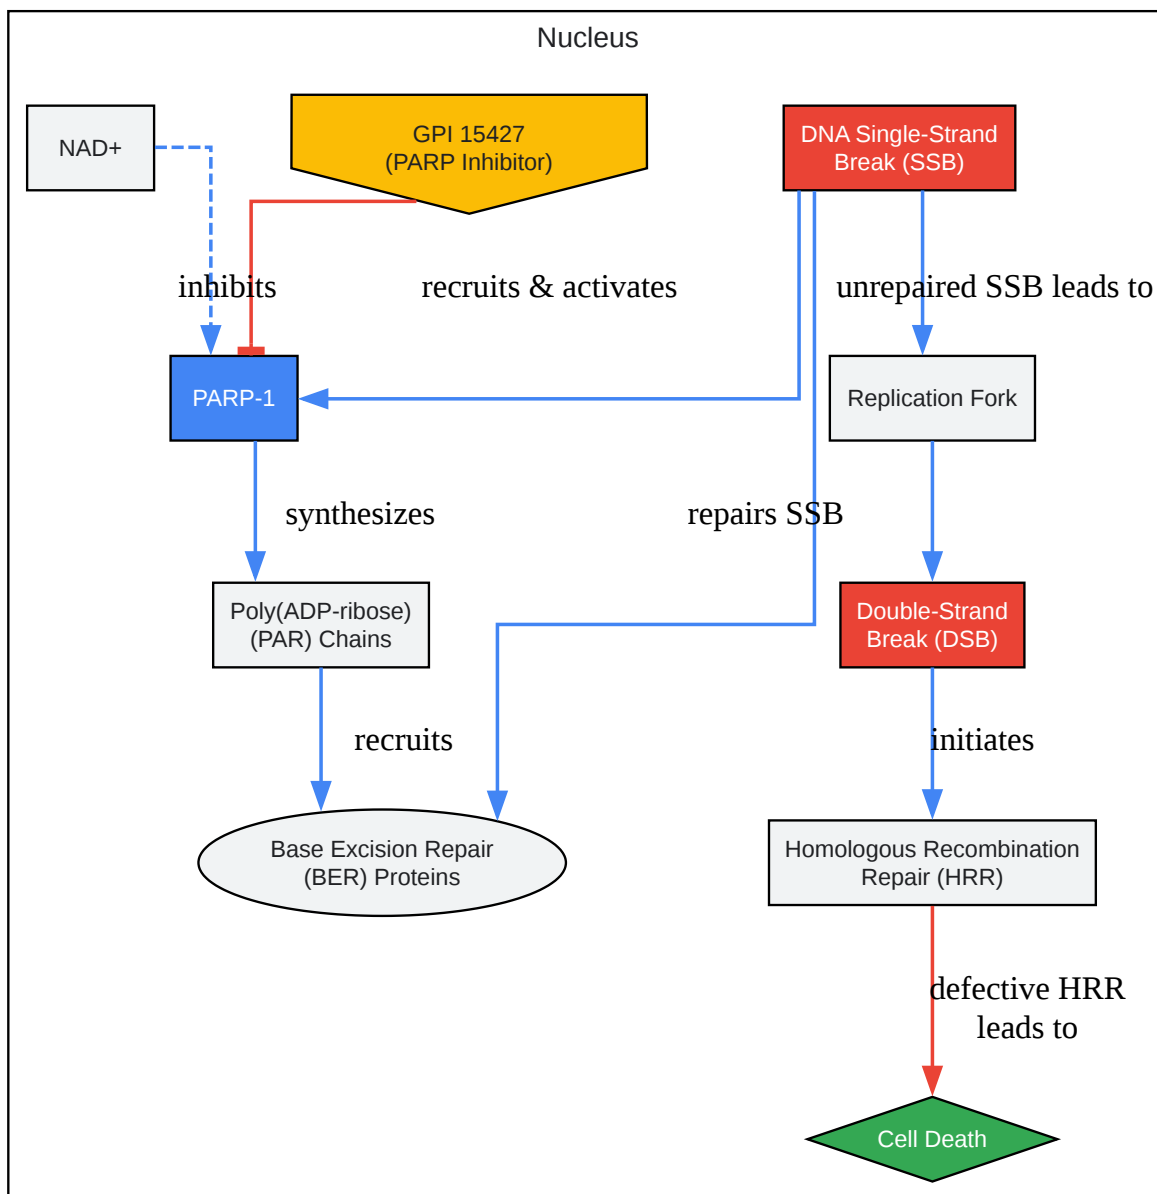 Nucleus
NAD+
GPI 15427
(PARP Inhibitor)
DNA Single-Strand
Break (SSB)
inhibits
recruits & activates
unrepaired SSB leads to
PARP-1
Replication Fork
synthesizes
repairs SSB
Poly(ADP-ribose)
(PAR) Chains
Double-Strand
Break (DSB)
recruits
initiates
Base Excision Repair
(BER) Proteins
Homologous Recombination
Repair (HRR)
defective HRR
leads to
Cell Death